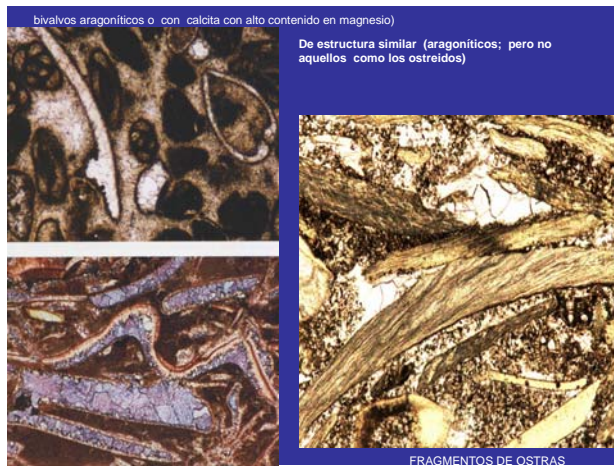 bivalvos aragoníticos o con calcita con alto contenido en magnesio)
De estructura similar (aragoníticos; pero no
aquellos como los ostreidos)
FRAGMENTOS DE OSTRAS